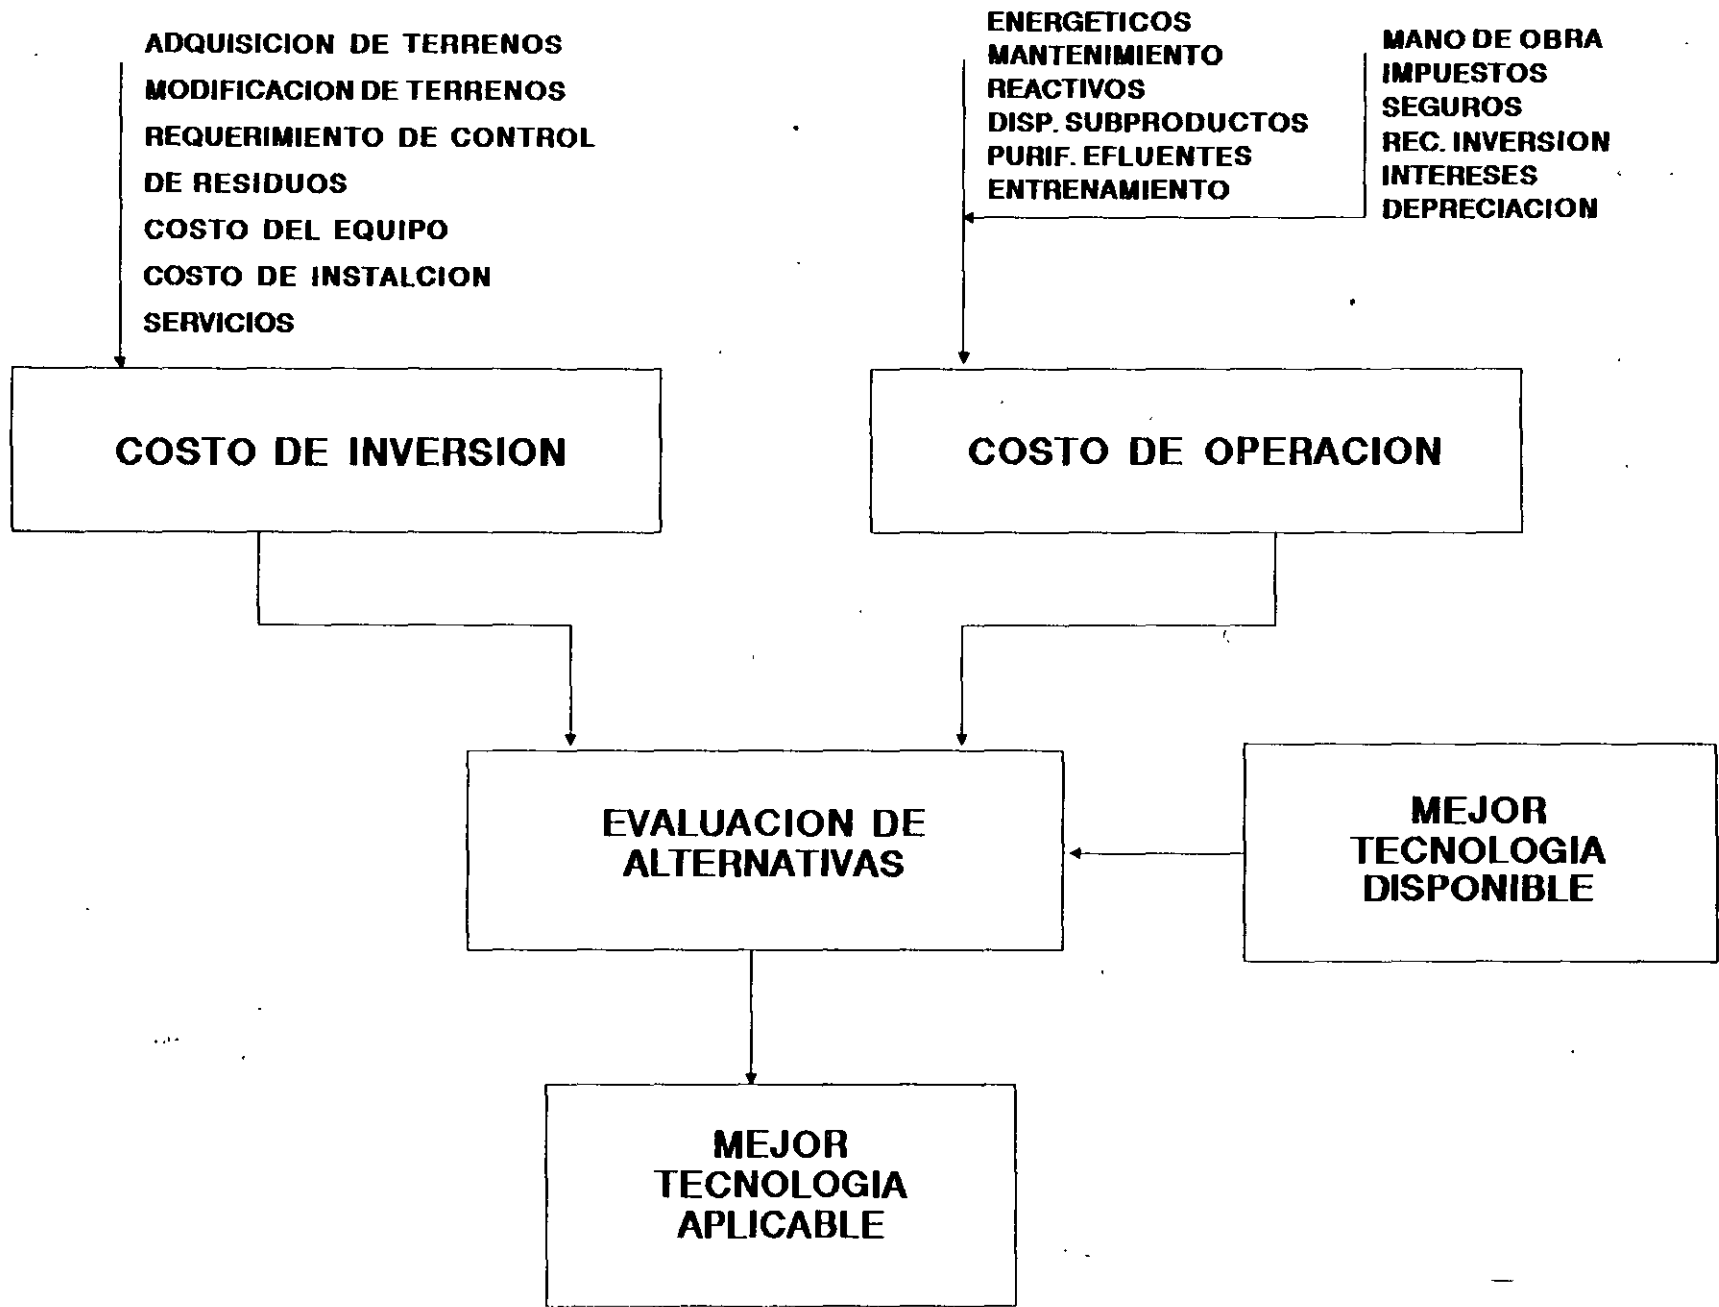 ADQUISICION DE TERRENOS
MODIFICACION DE TERRENOS
REQUERIMIENTO DE CONTROL
DE RESIDUOS
COSTO DEL EQUIPO
COSTO DE INSTALCION
SERVICIOS
ENERGETICOS
MANTENIMIENTO
REACTIVOS
DISP. SUBPRODUCTOS
PURIF. EFLUENTES
ENTRENAMIENTO
MANO DE OBRA
IMPUESTOS
SEGUROS
REC. INVERSION
INTERESES
DEPRECIACION
COSTO DE INVERSION
COSTO DE OPERACION
EVALUACION DE
ALTERNATIVAS
MEJOR
TECNOLOGIA
DISPONIBLE
MEJOR
TECNOLOGIA
APLICABLE